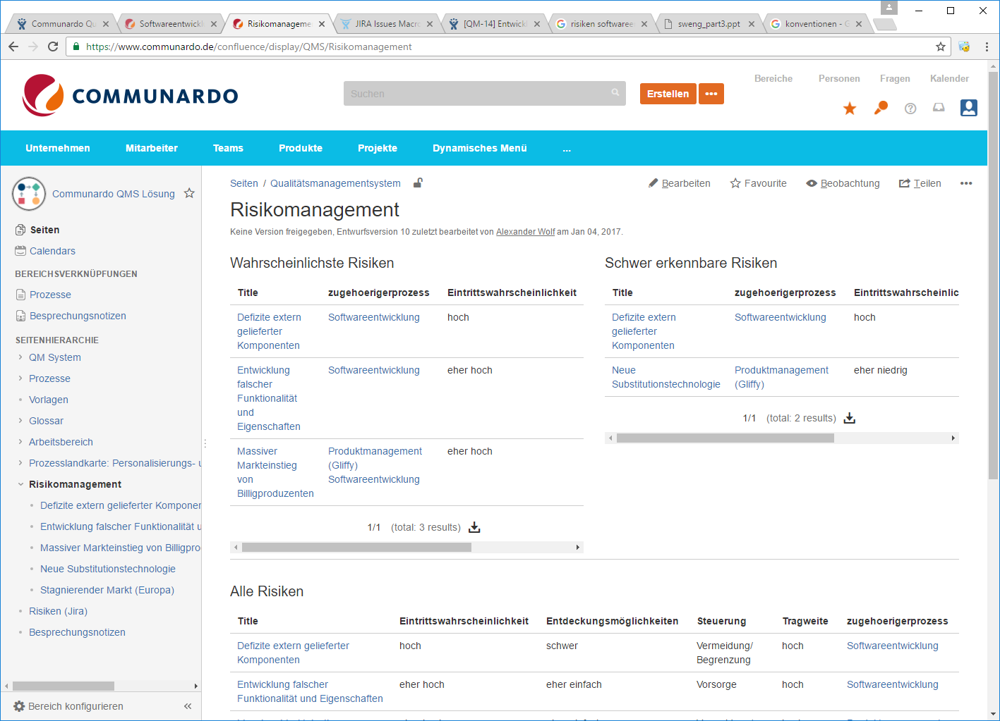 Communardo Qu
Softwareentwickl
Risikomanageme
JIRA Issues Macro
[QM-14] Entwickl
risiken softwaree
sweng_part3.ppt
konventionen - G
https://www.communardo.de/confluence/display/QMS/Risikomanagement
COMMUNARDO
Suchen
Erstellen
•••
Bereiche
Personen
Fragen
Kalender
Unternehmen
Mitarbeiter
Teams
Produkte
Projekte
Dynamisches Menü
...
Communardo QMS Lösung
Seiten
Calendars
BEREICHSVERKNÜPFUNGEN
Prozesse
Besprechungsnotizen
SEITENHIERARCHIE
QM System
Prozesse
Vorlagen
Glossar
Arbeitsbereich
Prozesslandkarte: Personalisierungs- u
Risikomanagement
Defizite extern gelieferter Komponen
Entwicklung falscher Funktionalität u
Massiver Markteinstieg von Billigpro
Neue Substitutionstechnologie
Stagnierender Markt (Europa)
Risiken (Jira)
Besprechungsnotizen
Bereich konfigurieren
Seiten / Qualitätsmanagementsystem
Bearbeiten
Favourite
Beobachtung
Teilen
•••
Risikomanagement
Keine Version freigegeben, Entwurfsversion 10 zuletzt bearbeitet von Alexander Wolf am Jan 04, 2017.
Wahrscheinlichste Risiken
Title zugehoerigerprozess Eintrittswahrscheinlichkeit
Defizite extern Softwareentwicklung hoch
gelieferter
Komponenten
Entwicklung Softwareentwicklung eher hoch
falscher
Funktionalität
und
Eigenschaften
Massiver Produktmanagement eher hoch
Markteinstieg (Gliffy)
von Softwareentwicklung
Billigproduzenten
1/1 (total: 3 results)
Schwer erkennbare Risiken
Title zugehoerigerprozess Eintrittswahrscheinlic
Defizite extern Softwareentwicklung hoch
gelieferter
Komponenten
Neue Produktmanagement eher niedrig
Substitutionstechnologie (Gliffy)
1/1 (total: 2 results)
Alle Risiken
Title Eintrittswahrscheinlichkeit Entdeckungsmöglichkeiten Steuerung Tragweite zugehoerigerprozess
Defizite extern gelieferter hoch schwer Vermeidung/ hoch Softwareentwicklung
Komponenten Begrenzung
Entwicklung falscher eher hoch eher einfach Vorsorge hoch Softwareentwicklung
Funktionalität und Eigenschaften